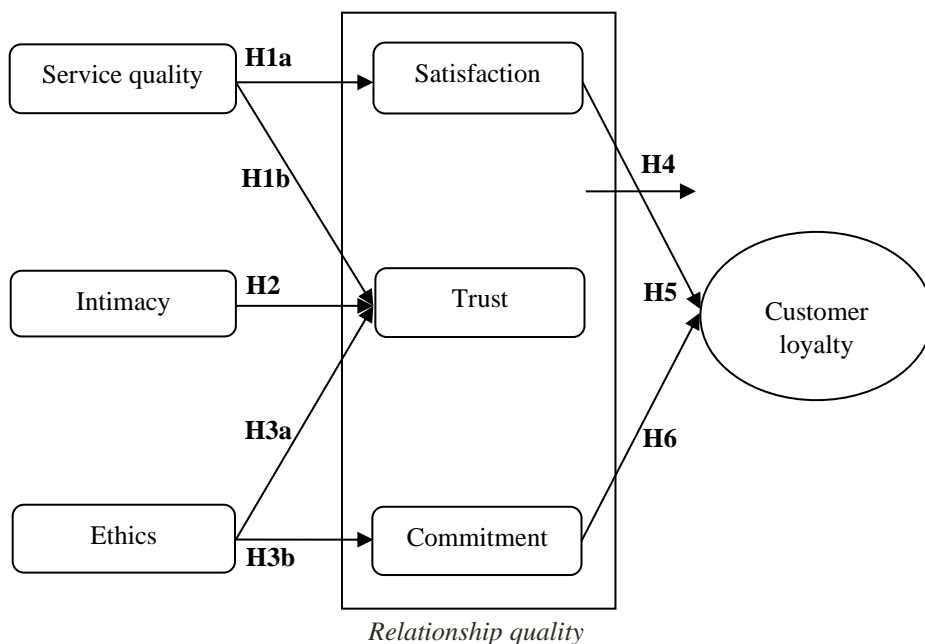 H1a
Service quality
Satisfaction
H4
H1b
H2
Intimacy
Trust
H5
Customer
loyalty
H3a
H6
Ethics
Commitment
H3b
Relationship quality